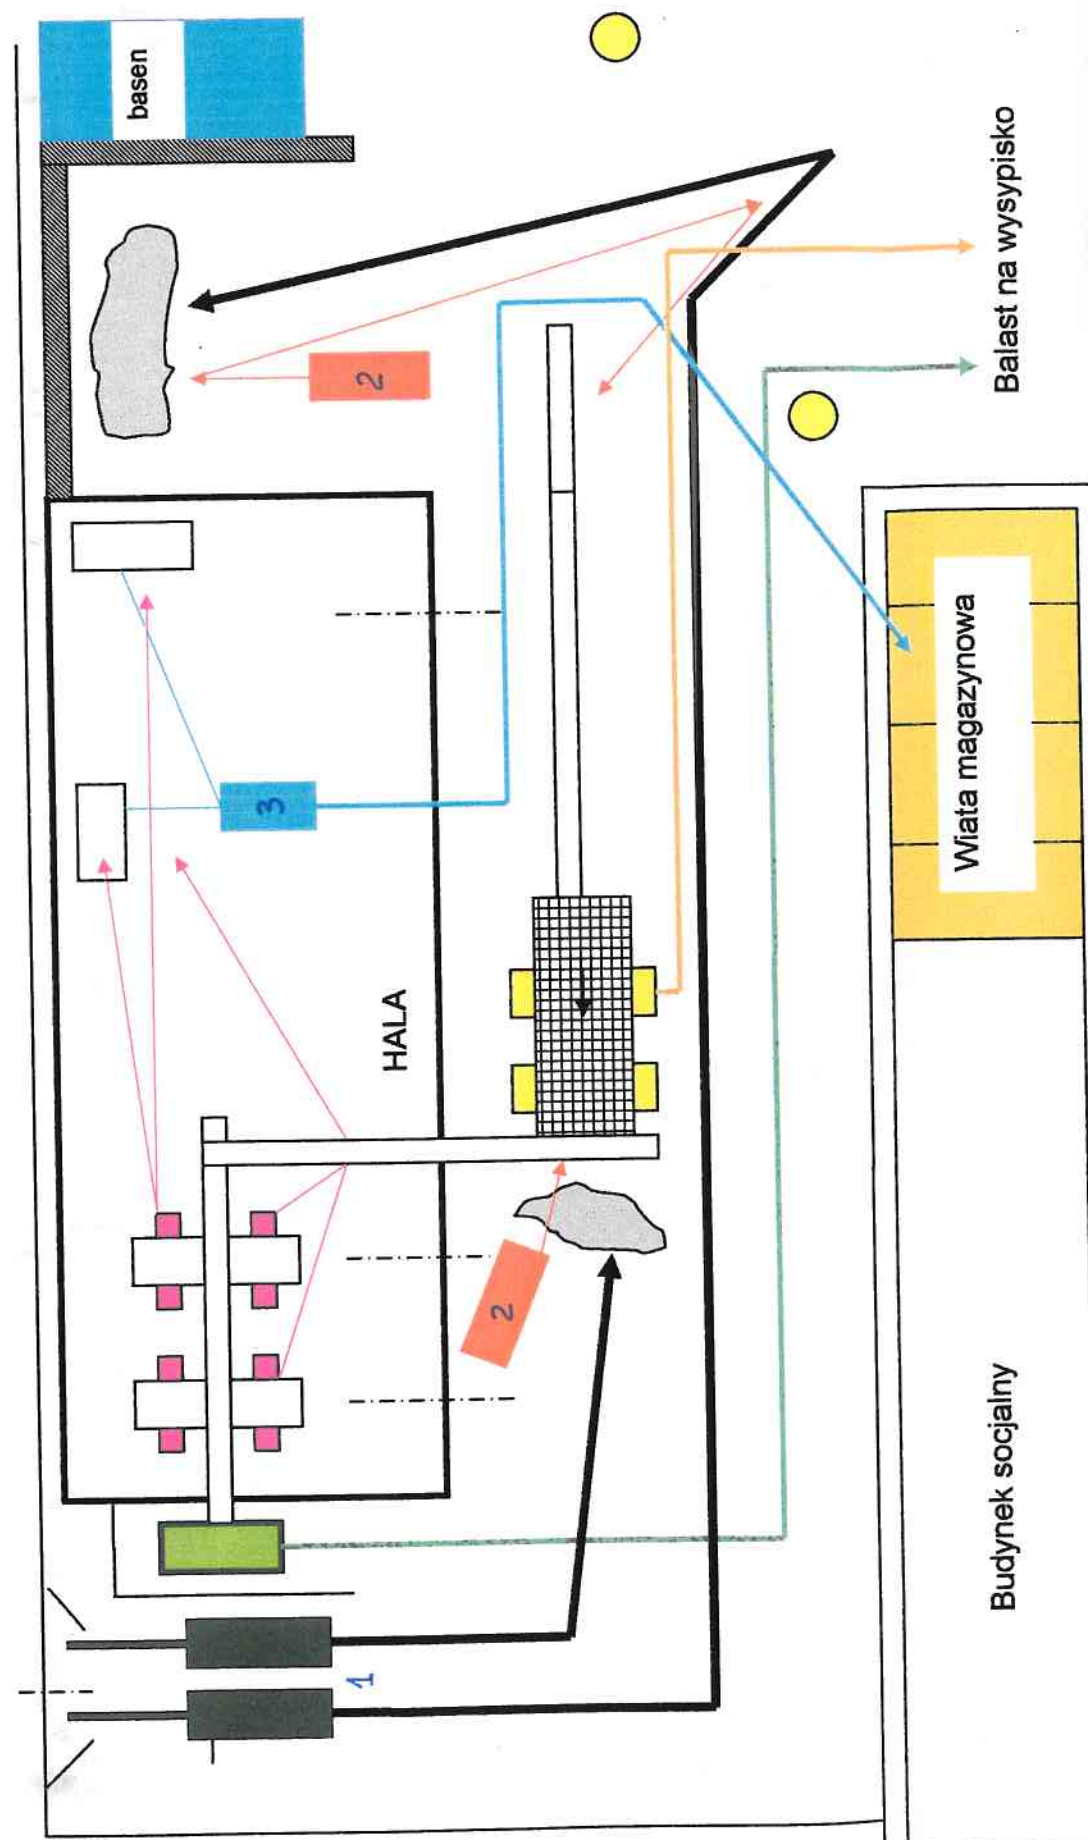 basen
2
3
HALA
2
1
Balast na wysypisko
Wiata magazynowa
Budynek socjalny